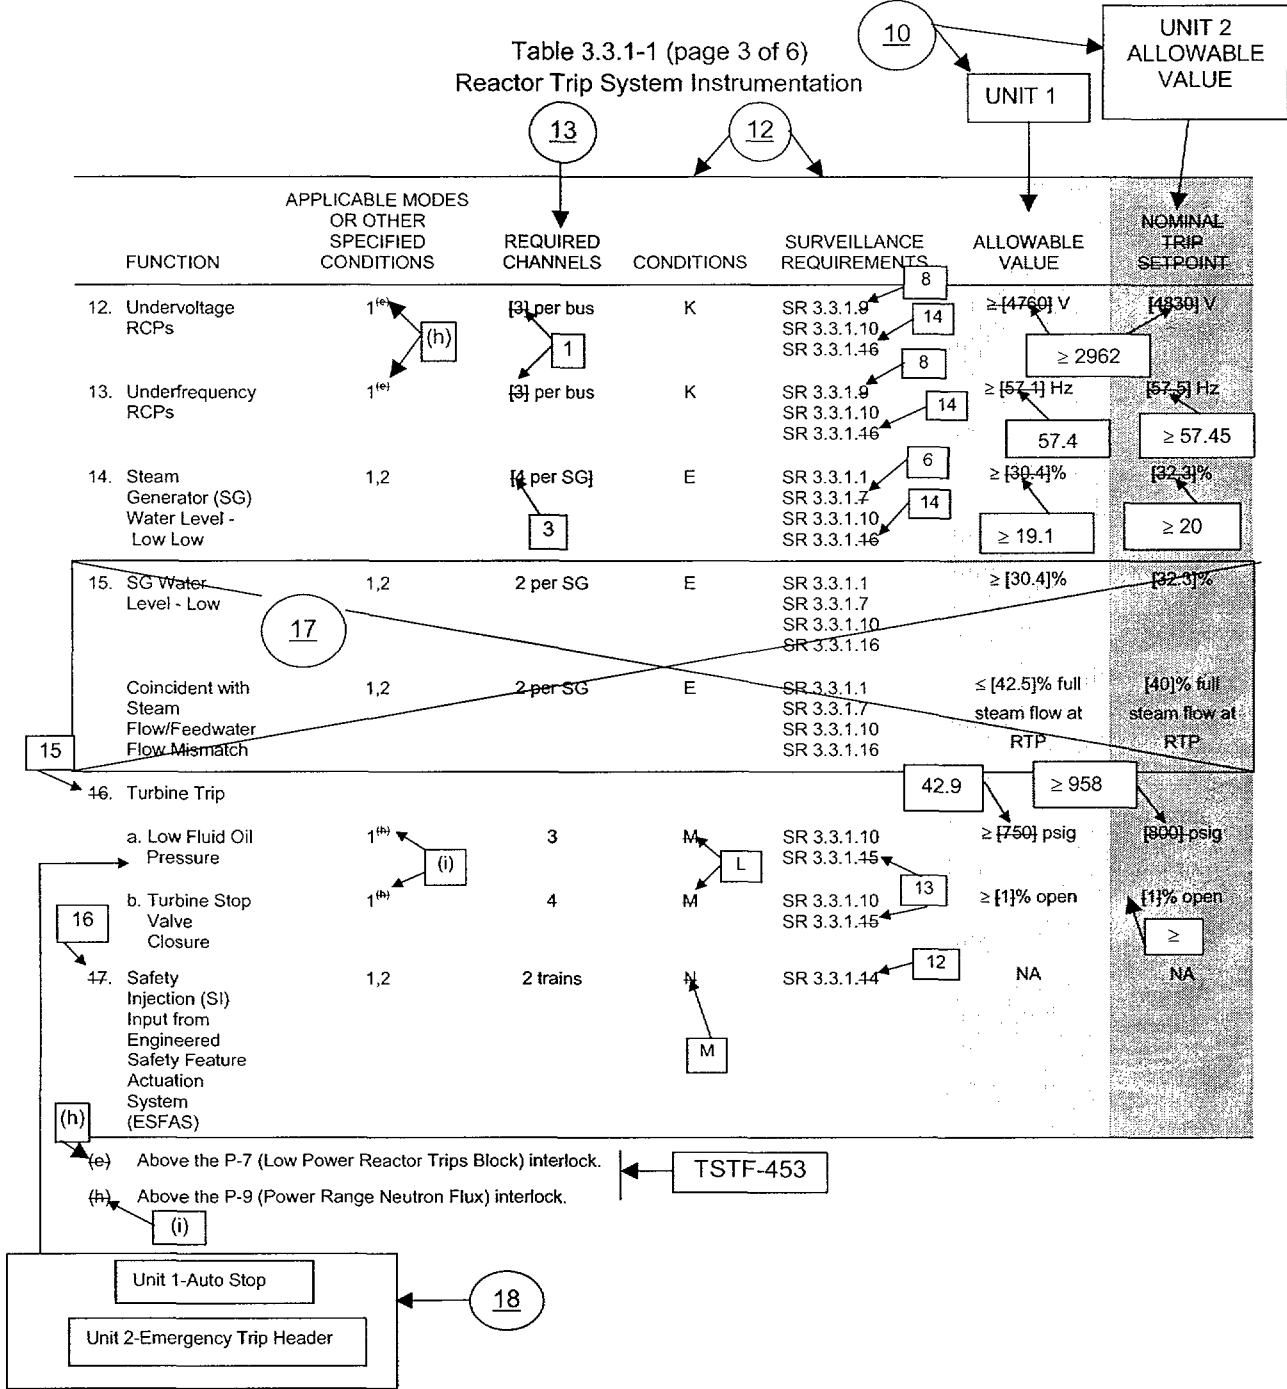 10
UNIT 2
ALLOWABLE
VALUE
Table 3.3.1-1 (page 3 of 6)
Reactor Trip System Instrumentation
UNIT 1
13
12
FUNCTION
APPLICABLE MODES
OR OTHER
SPECIFIED
CONDITIONS
REQUIRED
CHANNELS
CONDITIONS
SURVEILLANCE
REQUIREMENTS
ALLOWABLE
VALUE
NOMINAL
TRIP
SETPOINT
8
12. Undervoltage 1(e) [3] per bus K SR 3.3.1.9 ≥ [4760] V [4830] V
RCPs SR 3.3.1.10
SR 3.3.1.16
14
(h)
1
≥ 2962
8
13. Underfrequency 1(e) [3] per bus K SR 3.3.1.9 ≥ [57.1] Hz [57.5] Hz
RCPs SR 3.3.1.10
SR 3.3.1.16
14
57.4
≥ 57.45
6
14. Steam 1,2 [4 per SG] E SR 3.3.1.1 ≥ [30.4]% [32.3]%
Generator (SG) SR 3.3.1.7
Water Level - SR 3.3.1.10
Low Low SR 3.3.1.16
14
3
≥ 19.1
≥ 20
15. SG Water 1,2 2 per SG E SR 3.3.1.1 ≥ [30.4]% [32.3]%
Level - Low SR 3.3.1.7
SR 3.3.1.10
SR 3.3.1.16
17
Coincident with 1,2 2 per SG E SR 3.3.1.1 ≤ [42.5]% full [40]% full
Steam SR 3.3.1.7 steam flow at steam flow at
Flow/Feedwater SR 3.3.1.10 RTP RTP
Flow Mismatch SR 3.3.1.16
15
42.9
≥ 958
16. Turbine Trip
a. Low Fluid Oil 1(h) 3 M SR 3.3.1.10 ≥ [750] psig [800] psig
Pressure SR 3.3.1.15
(i)
L
13
b. Turbine Stop 1(h) 4 M SR 3.3.1.10 ≥ [1]% open [1]% open
Valve SR 3.3.1.15
Closure
16
≥
12
17. Safety 1,2 2 trains N SR 3.3.1.14 NA NA
Injection (SI)
Input from
Engineered
Safety Feature
Actuation
System
(ESFAS)
M
(h)
(e) Above the P-7 (Low Power Reactor Trips Block) interlock.
TSTF-453
(h) Above the P-9 (Power Range Neutron Flux) interlock.
(i)
Unit 1-Auto Stop
Unit 2-Emergency Trip Header
18